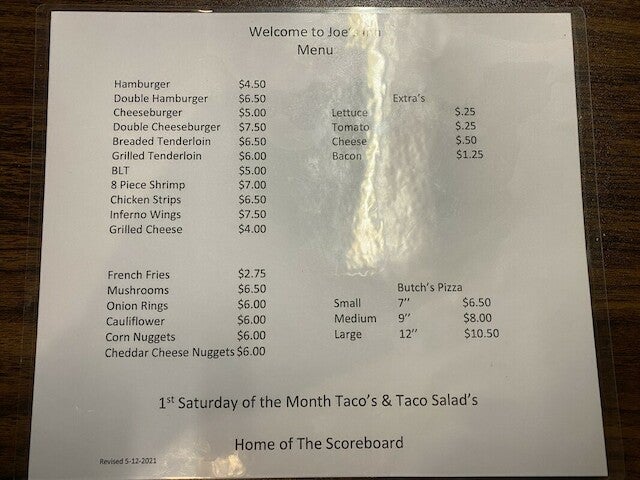 Welcome to Joe's Inn
Menu
Hamburger $4.50
Double Hamburger $6.50
Cheeseburger $5.00
Double Cheeseburger $7.50
Breaded Tenderloin $6.50
Grilled Tenderloin $6.00
BLT $5.00
8 Piece Shrimp $7.00
Chicken Strips $6.50
Inferno Wings $7.50
Grilled Cheese $4.00
Extra's
Lettuce $.25
Tomato $.25
Cheese $.50
Bacon $1.25
French Fries $2.75
Mushrooms $6.50
Onion Rings $6.00
Cauliflower $6.00
Corn Nuggets $6.00
Cheddar Cheese Nuggets $6.00
Butch's Pizza
Small 7" $6.50
Medium 9" $8.00
Large 12" $10.50
1st Saturday of the Month Taco's & Taco Salad's
Home of The Scoreboard
Revised 5-12-2021